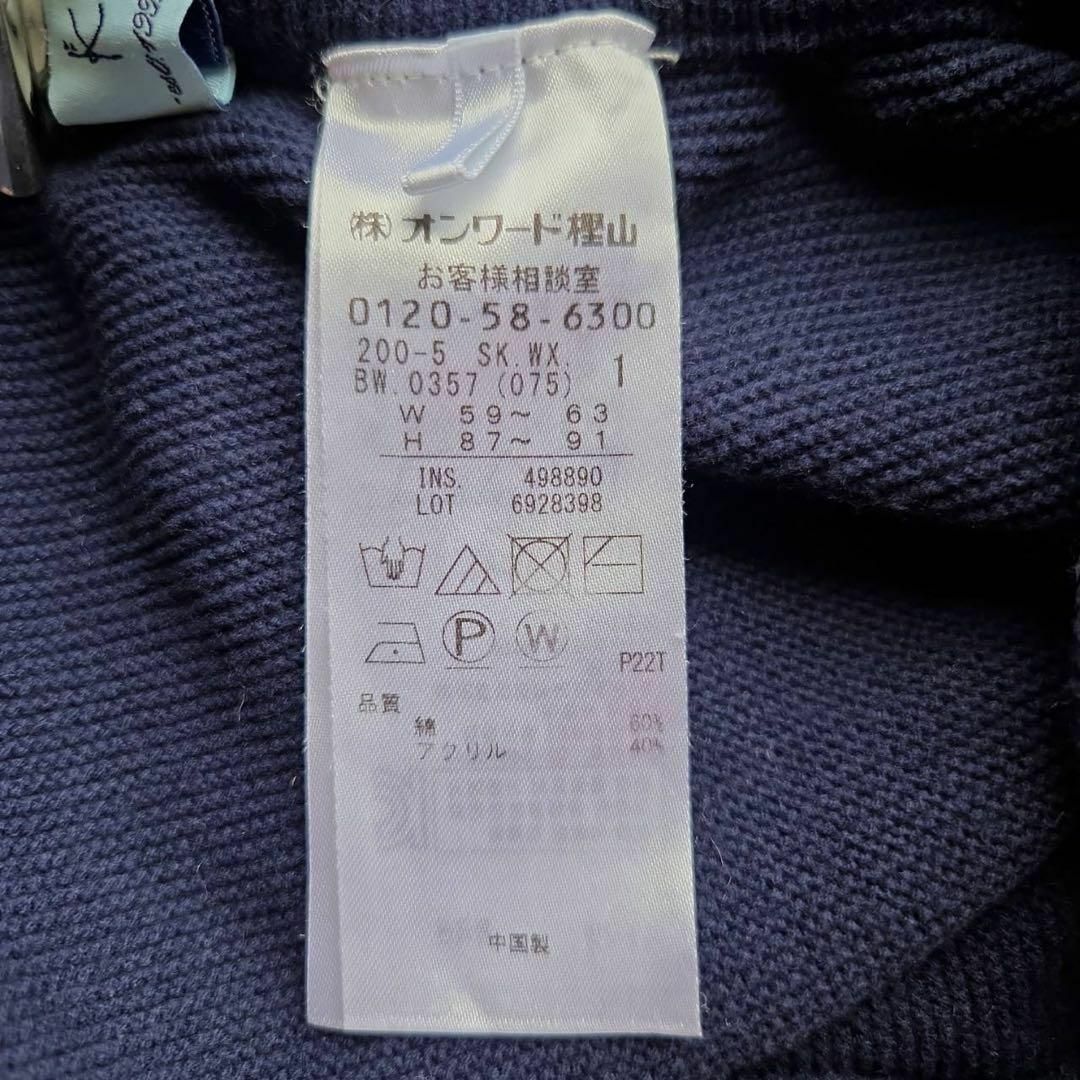 K
㈱オンワード樫山
お客様相談室
0120-58-6300
200-5 SK.WX.
BW.0357 (075) 1
W 59～ 63
H 87～ 91
INS. 498890
LOT 6928398
P
W
P22T
品質
綿 60%
アクリル 40%
中国製